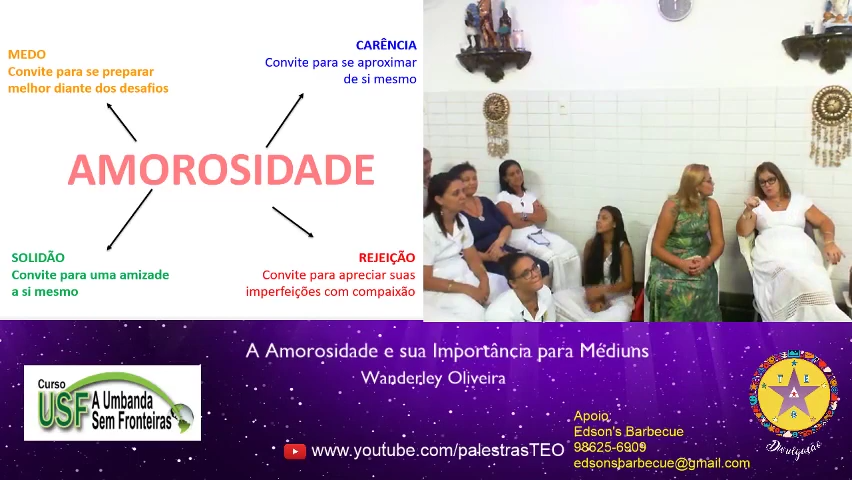 MEDO
Convite para se preparar
melhor diante dos desafios
CARÊNCIA
Convite para se aproximar
de si mesmo
AMOROSIDADE
SOLIDÃO
Convite para uma amizade
a si mesmo
REJEIÇÃO
Convite para apreciar suas
imperfeições com compaixão
A Amorosidade e sua Importância para Médiuns
Wanderley Oliveira
Curso
USF A Umbanda
Sem Fronteiras
www.youtube.com/palestrasTEO
Apoio:
Edson's Barbecue
98625-6909
edsonsbarbecue@gmail.com
T E
Divulgação